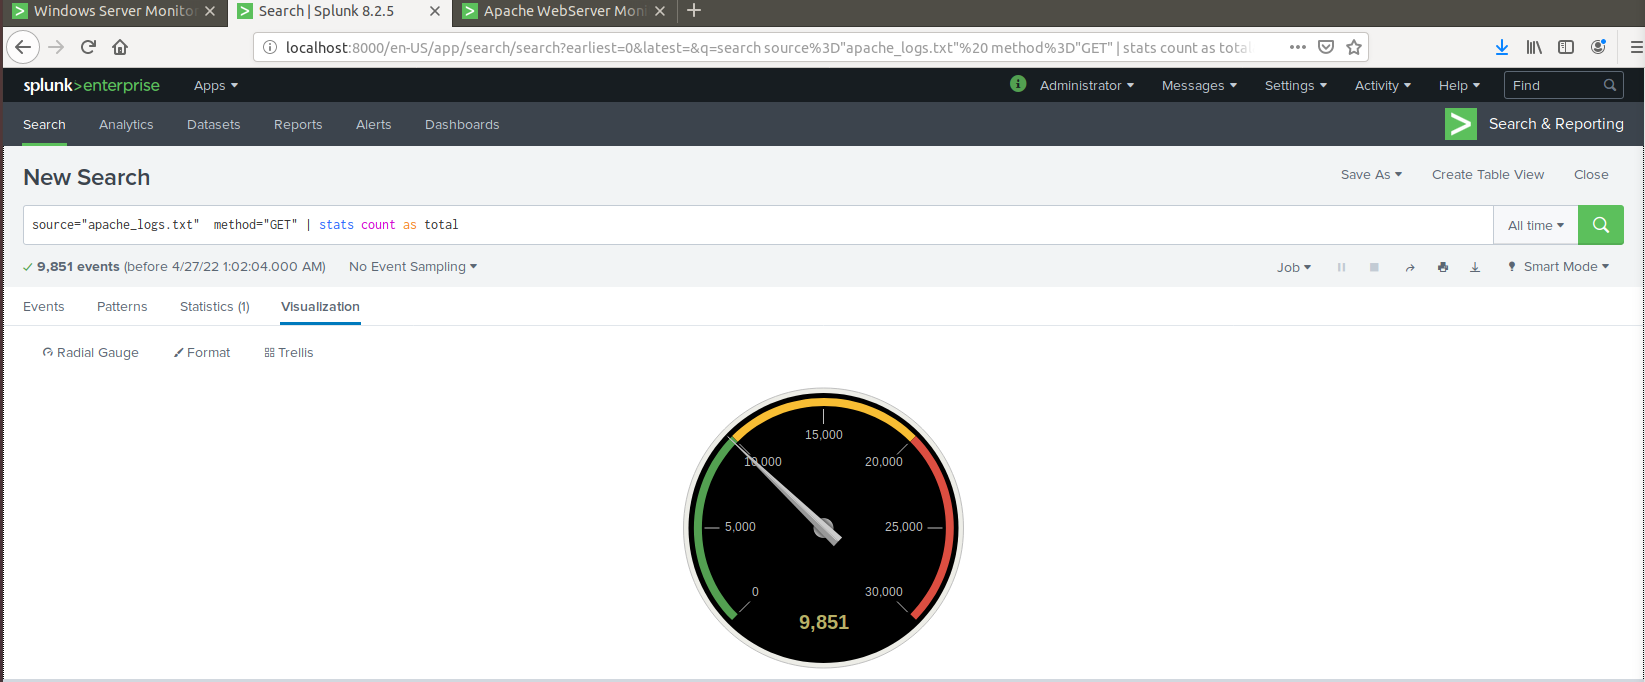 Windows Server Monito
Search | Splunk 8.2.5
Apache WebServer Moni
localhost:8000/en-US/app/search/search?earliest=0&latest=&q=search source%3D"apache_logs.txt"%20 method%3D"GET" | stats count as total
splunk>enterprise Apps
i Administrator Messages Settings Activity Help Find
Search Analytics Datasets Reports Alerts Dashboards
> Search & Reporting
New Search
Save As Create Table View Close
source="apache_logs.txt"  method="GET" | stats count as total
All time
9,851 events (before 4/27/22 1:02:04.000 AM) No Event Sampling
Job Smart Mode
Events Patterns Statistics (1) Visualization
Radial Gauge Format Trellis
15,000
10,000 20,000
5,000 25,000
0 30,000
9,851